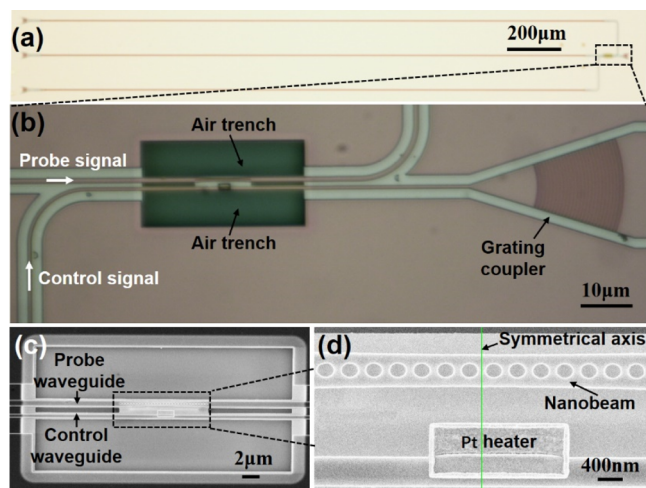 (a)
200μm
(b)
Air trench
Probe signal
Air trench
Control signal
Grating
coupler
10μm
(c)
Probe
waveguide
Control
waveguide
2μm
(d)
Symmetrical axis
Nanobeam
Pt heater
400nm